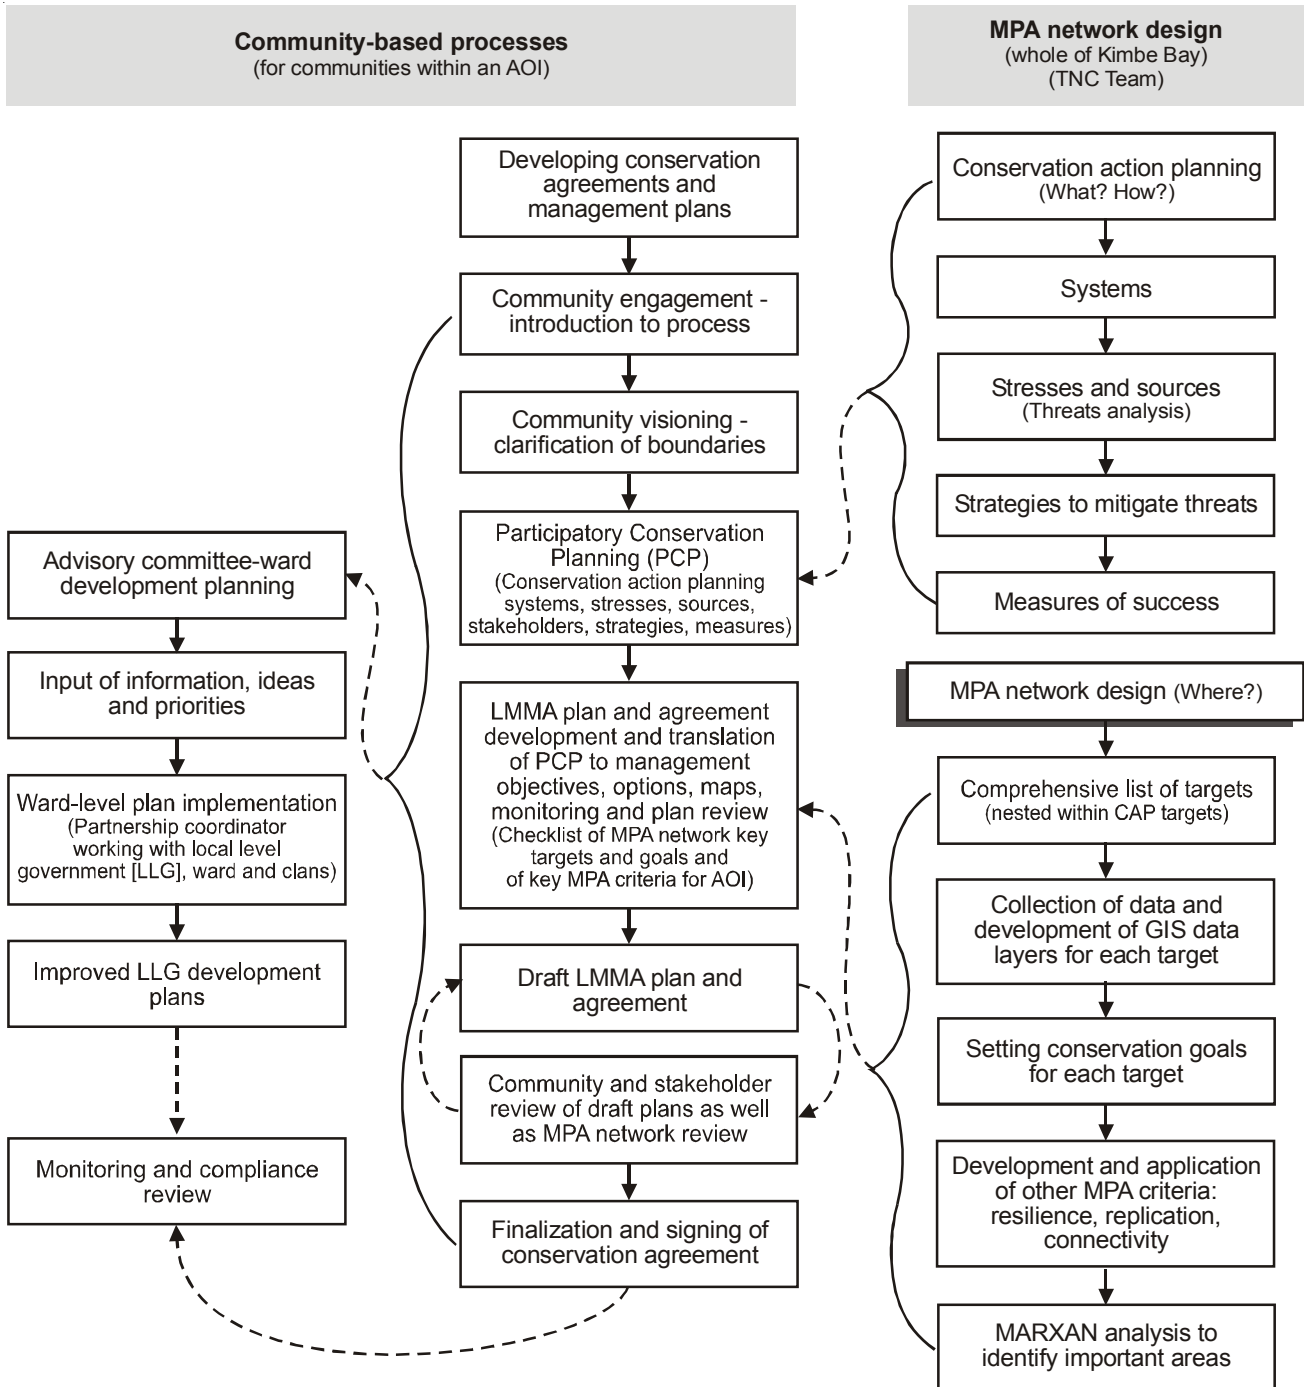 Community-based processes
(for communities within an AOI)
MPA network design
(whole of Kimbe Bay)
(TNC Team)
Advisory committee-ward
development planning
Input of information, ideas
and priorities
Ward-level plan implementation
(Partnership coordinator
working with local level
government [LLG], ward and clans)
Improved LLG development
plans
Monitoring and compliance
review
Developing conservation
agreements and
management plans
Community engagement -
introduction to process
Community visioning -
clarification of boundaries
Participatory Conservation
Planning (PCP)
(Conservation action planning
systems, stresses, sources,
stakeholders, strategies, measures)
LMMA plan and agreement
development and translation
of PCP to management
objectives, options, maps,
monitoring and plan review
(Checklist of MPA network key
targets and goals and
of key MPA criteria for AOI)
Draft LMMA plan and
agreement
Community and stakeholder
review of draft plans as well
as MPA network review
Finalization and signing of
conservation agreement
Conservation action planning
(What? How?)
Systems
Stresses and sources
(Threats analysis)
Strategies to mitigate threats
Measures of success
MPA network design (Where?)
Comprehensive list of targets
(nested within CAP targets)
Collection of data and
development of GIS data
layers for each target
Setting conservation goals
for each target
Development and application
of other MPA criteria:
resilience, replication,
connectivity
MARXAN analysis to
identify important areas